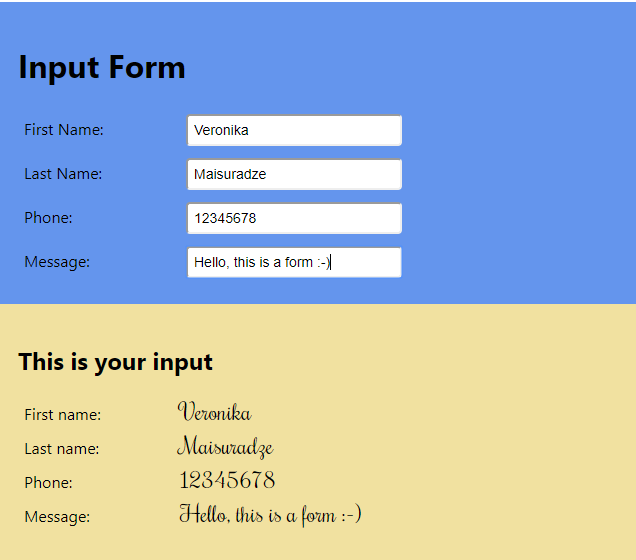 Input Form
First Name: Veronika
Last Name: Maisuradze
Phone: 12345678
Message: Hello, this is a form :-)
This is your input
First name: Veronika
Last name: Maisuradze
Phone: 12345678
Message: Hello, this is a form :-)